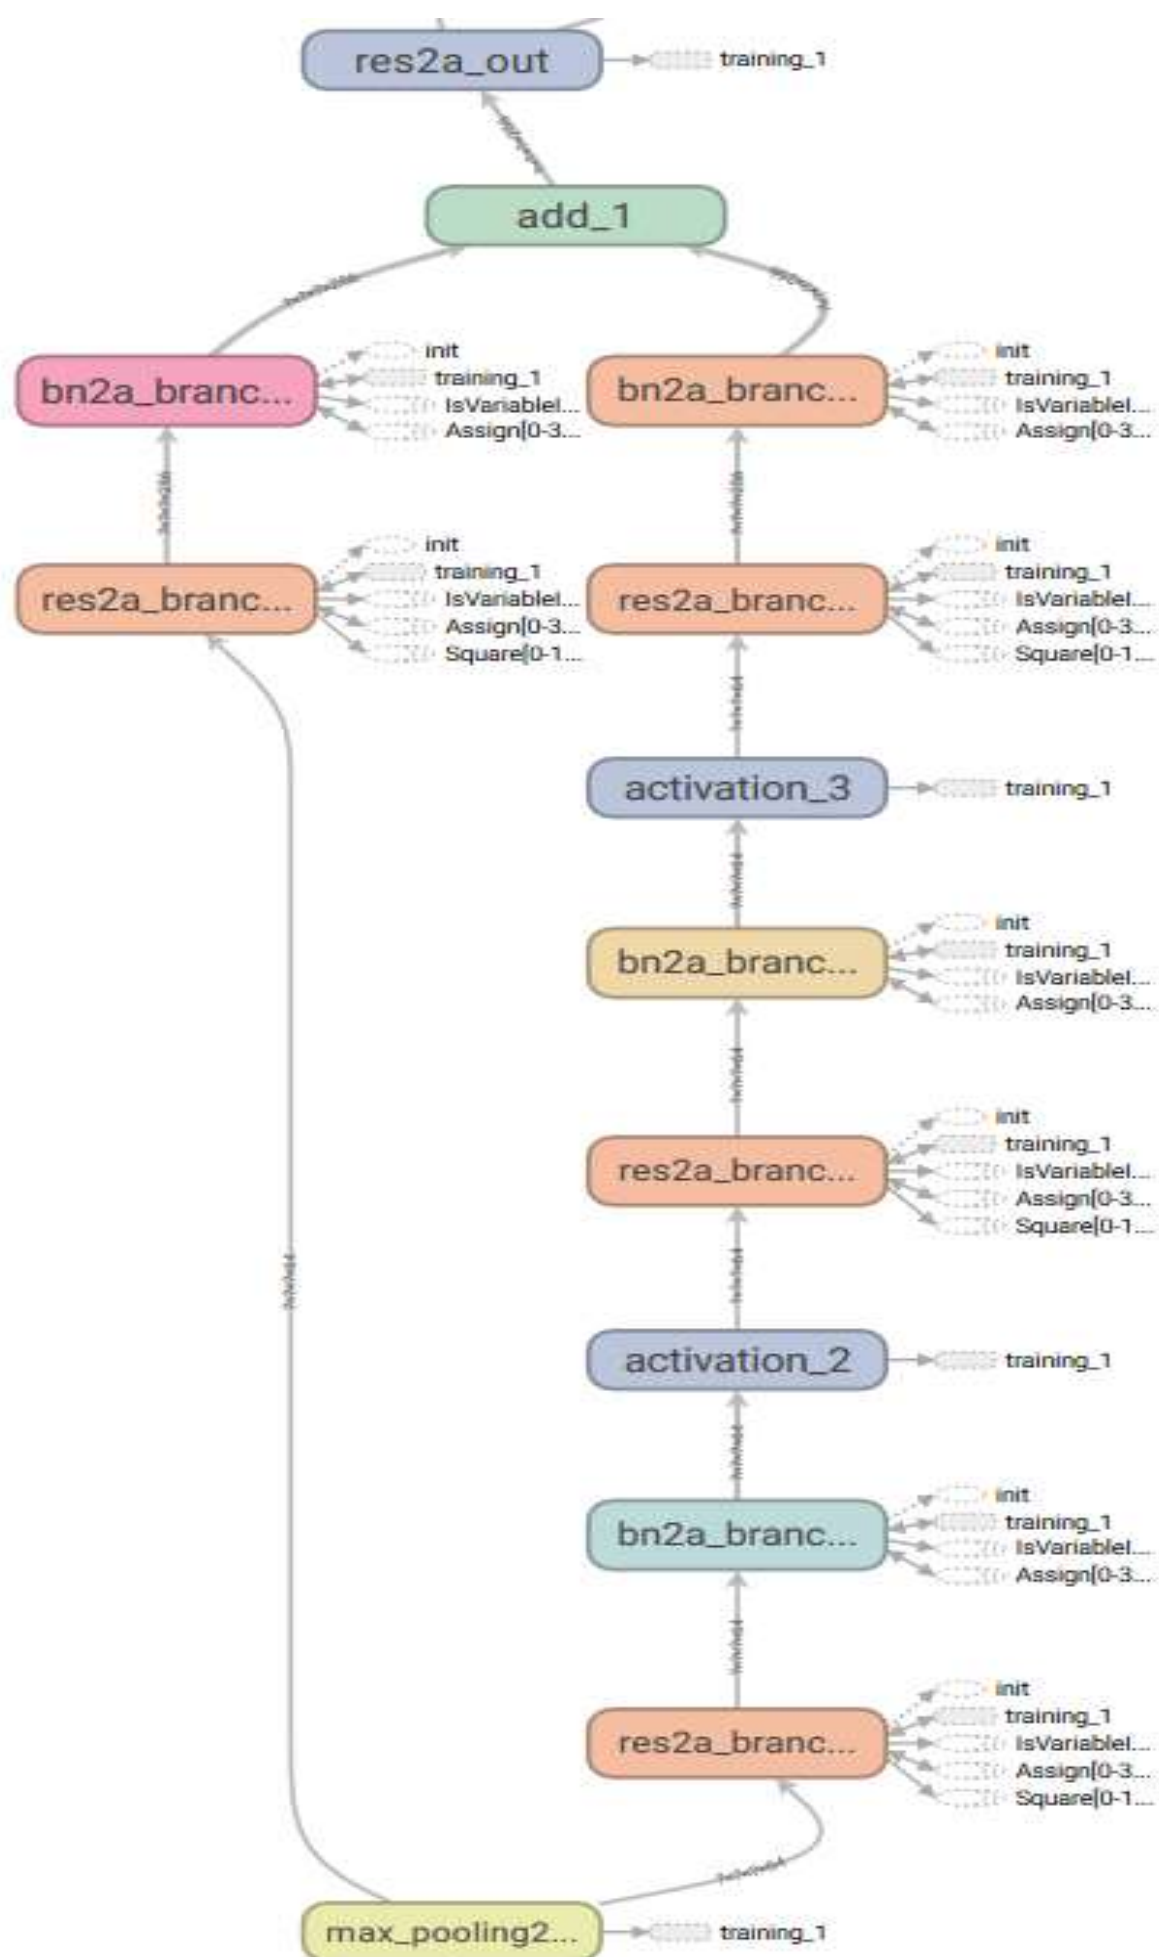 res2a_out
training_1
add_1
bn2a_branc...
init
training_1
IsVariableI...
Assign[0-3...
bn2a_branc...
init
training_1
IsVariableI...
Assign[0-3...
res2a_branc...
init
training_1
IsVariableI...
Assign[0-3...
Square[0-1...
res2a_branc...
init
training_1
IsVariableI...
Assign[0-3...
Square[0-1...
activation_3
training_1
bn2a_branc...
init
training_1
IsVariableI...
Assign[0-3...
res2a_branc...
init
training_1
IsVariableI...
Assign[0-3...
Square[0-1...
activation_2
training_1
bn2a_branc...
init
training_1
IsVariableI...
Assign[0-3...
res2a_branc...
init
training_1
IsVariableI...
Assign[0-3...
Square[0-1...
max_pooling2...
training_1